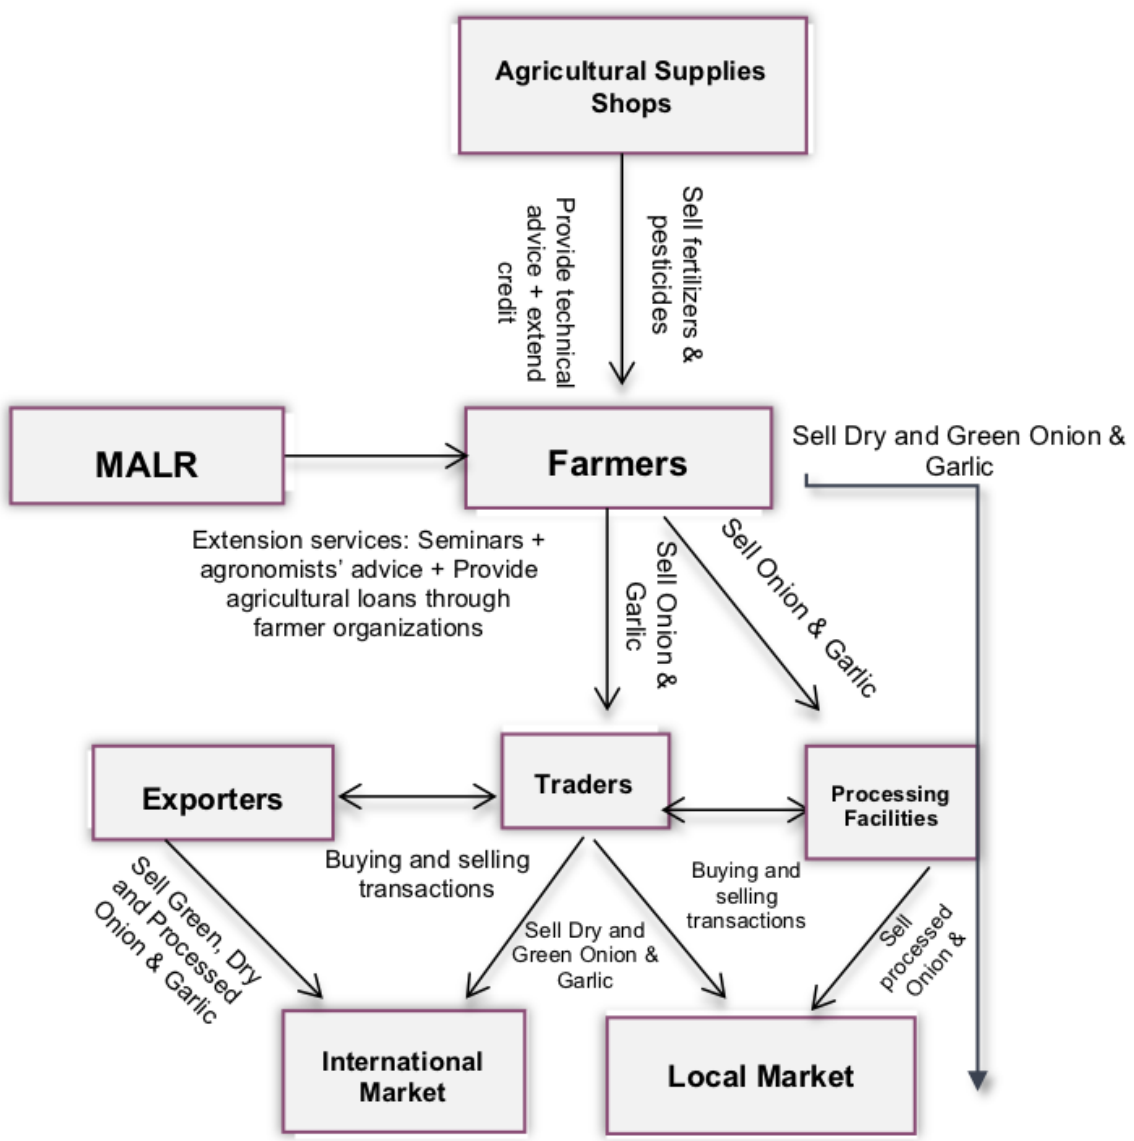 Agricultural Supplies
Shops
Provide technical
advice + extend
credit
Sell fertilizers &
pesticides
MALR
Farmers
Sell Dry and Green Onion &
Garlic
Extension services: Seminars +
agronomists’ advice + Provide
agricultural loans through
farmer organizations
Sell Onion &
Garlic
Sell Onion & Garlic
Exporters
Traders
Processing
Facilities
Buying and selling
transactions
Buying and
selling
transactions
Sell Green, Dry
and Processed
Onion & Garlic
Sell Dry and
Green Onion &
Garlic
Sell
processed
Onion &
International
Market
Local Market